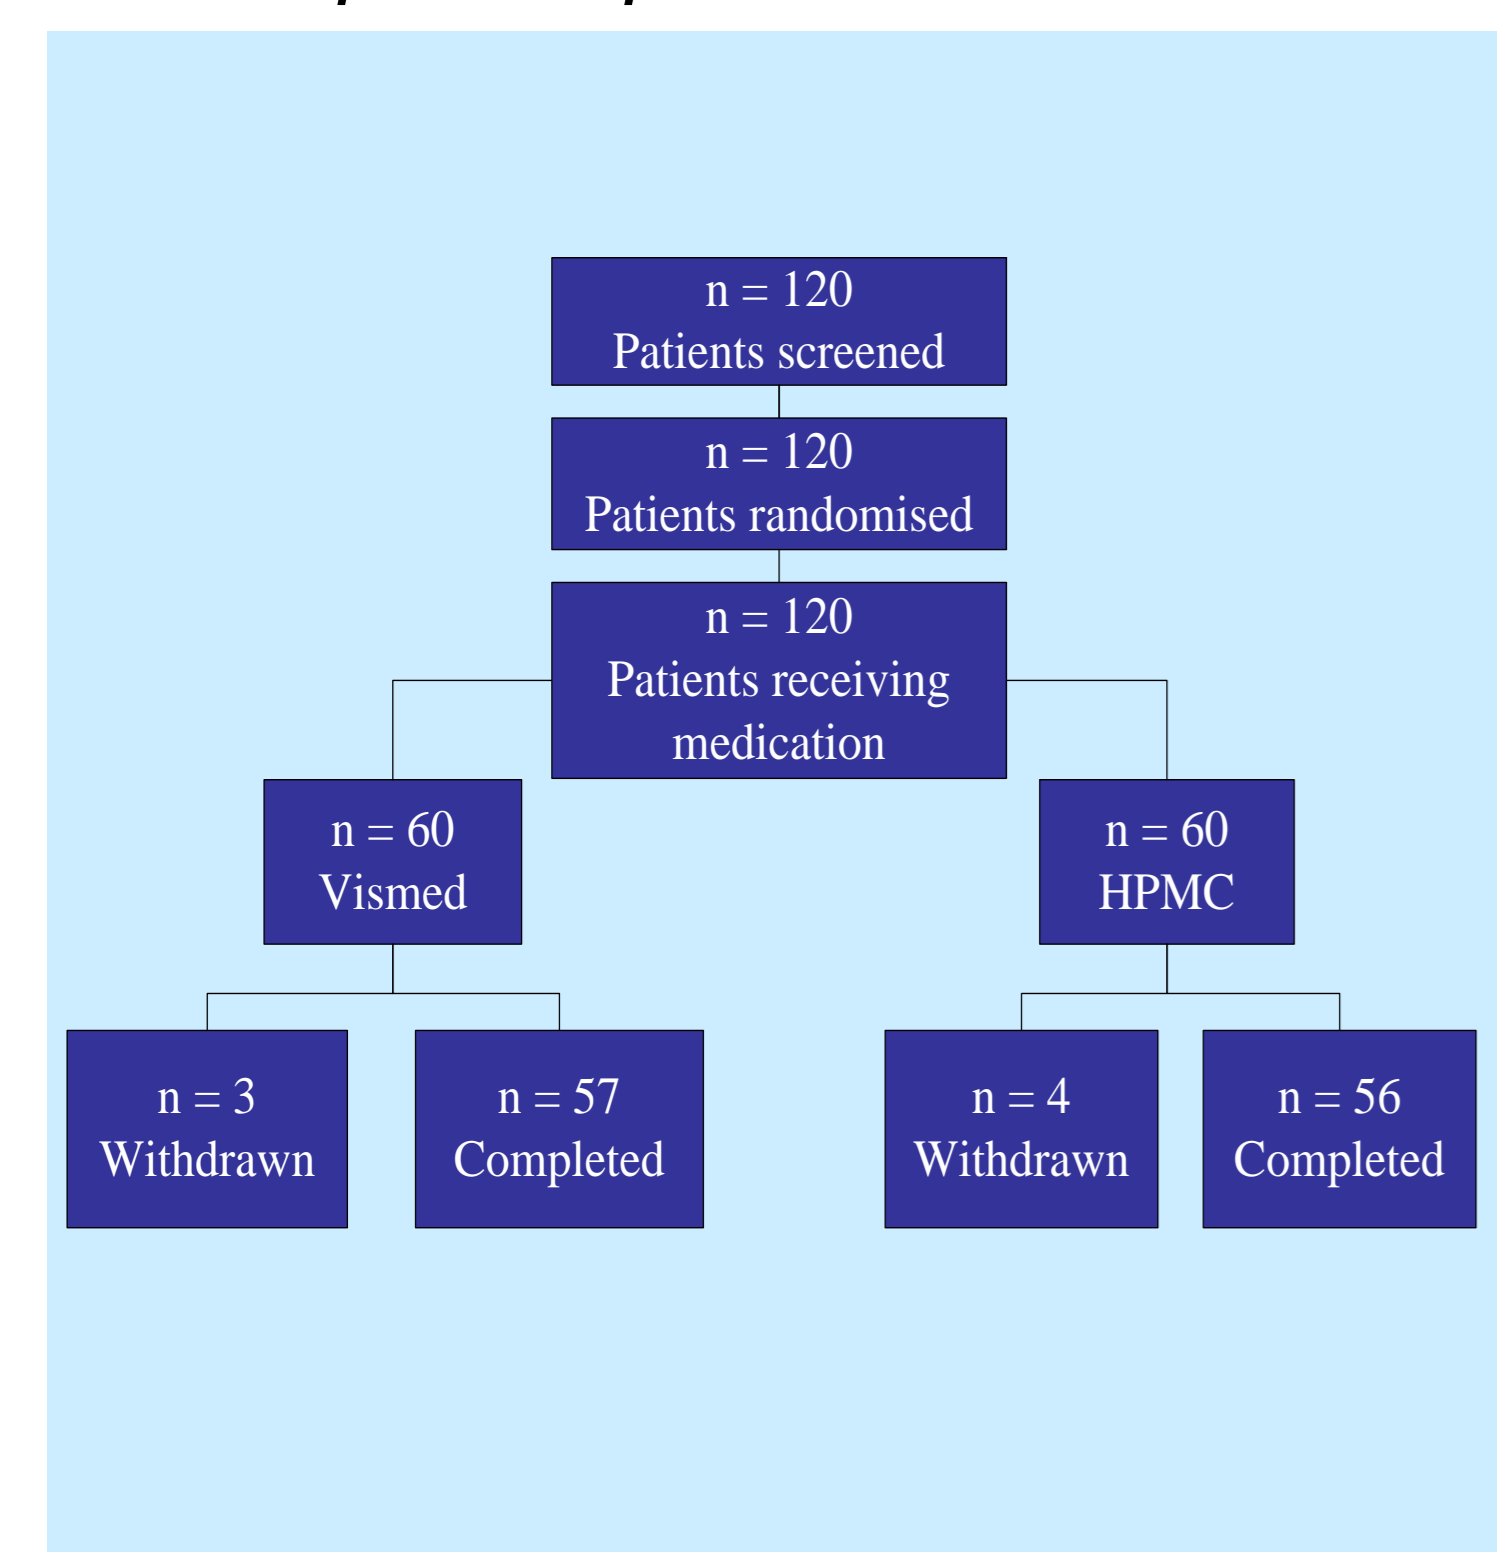 n = 120
Patients screened
n = 120
Patients randomised
n = 120
Patients receiving
medication
n = 60
Vismed
n = 60
HPMC
n = 3
Withdrawn
n = 57
Completed
n = 4
Withdrawn
n = 56
Completed